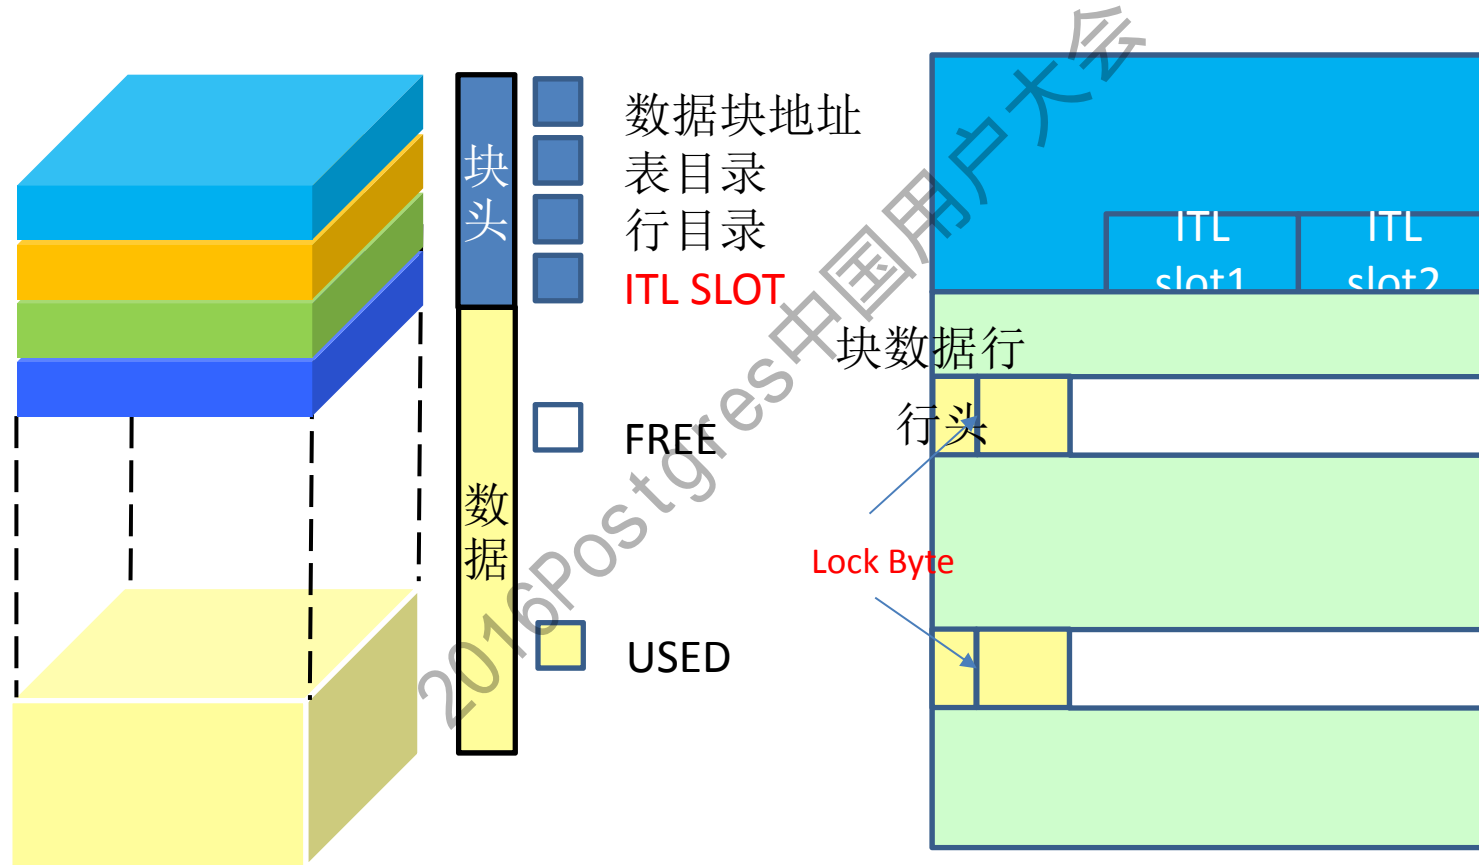 块头
数据块地址
表目录
行目录
ITL SLOT
数据
FREE
USED
ITL
slot1
ITL
slot2
块数据行
行头
Lock Byte
2016Postgres中国用户大会